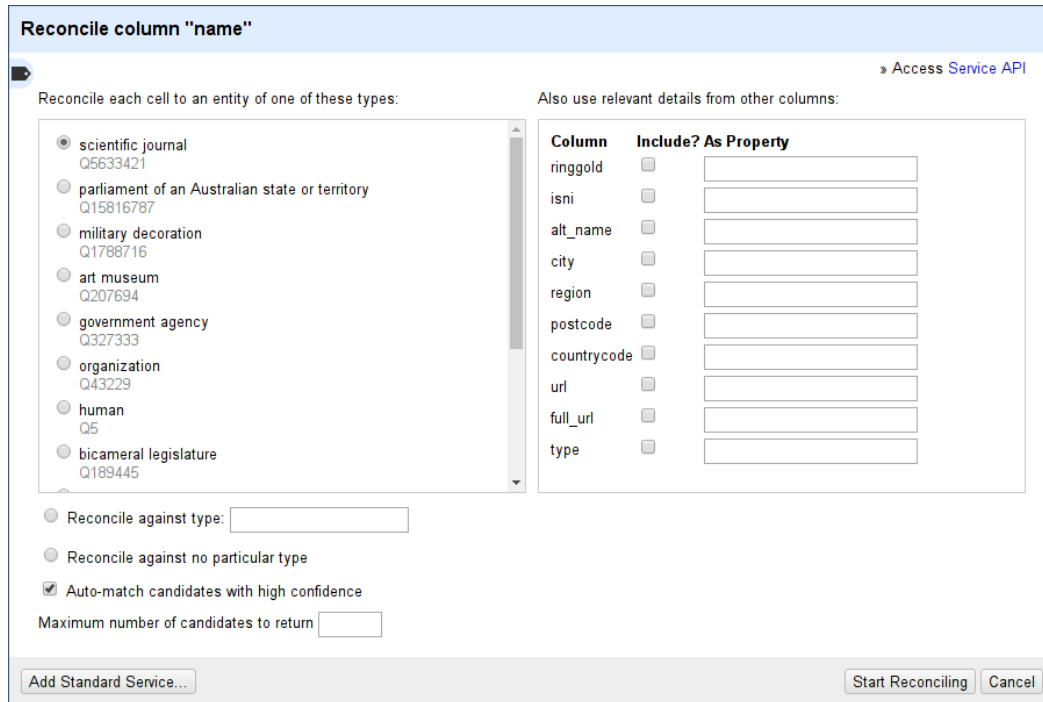 Reconcile column "name"
» Access Service API
Reconcile each cell to an entity of one of these types:
scientific journal
Q5633421
parliament of an Australian state or territory
Q15816787
military decoration
Q1788716
art museum
Q207694
government agency
Q327333
organization
Q43229
human
Q5
bicameral legislature
Q189445
Also use relevant details from other columns:
Column Include? As Property
ringgold
isni
alt_name
city
region
postcode
countrycode
url
full_url
type
Reconcile against type:
Reconcile against no particular type
Auto-match candidates with high confidence
Maximum number of candidates to return
Add Standard Service... Start Reconciling Cancel